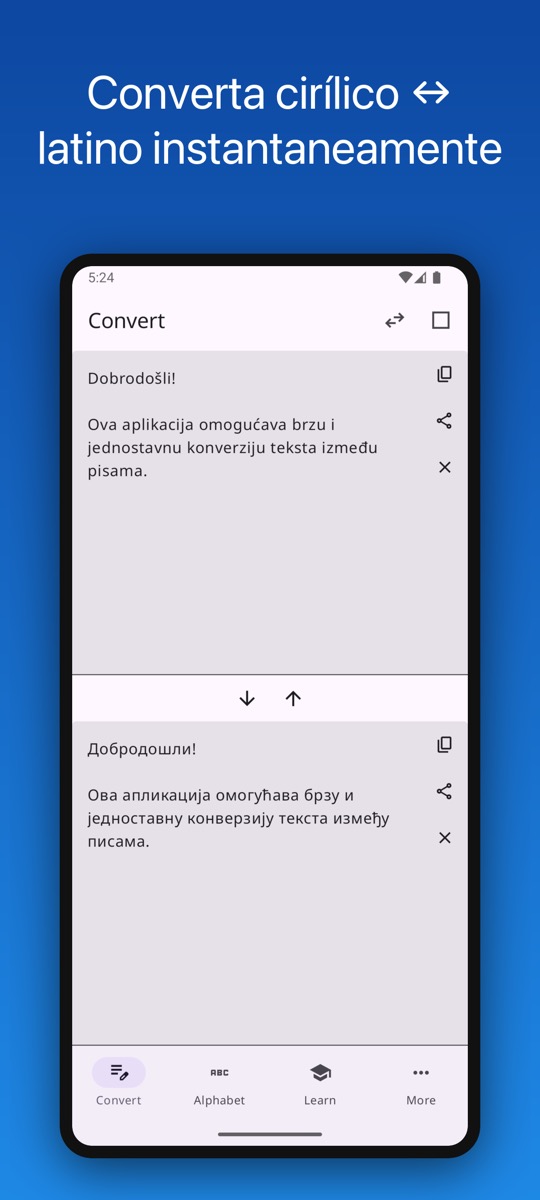 Converta cirílico ↔
latino instantaneamente
5:24
Convert
Dobrodošli!
Ova aplikacija omogućava brzu i
jednostavnu konverziju teksta između
pisama.
Добродошли!
Ова апликација омогућава брзу и
једноставну конверзију текста између
писама.
ABC
Convert
Alphabet
Learn
More